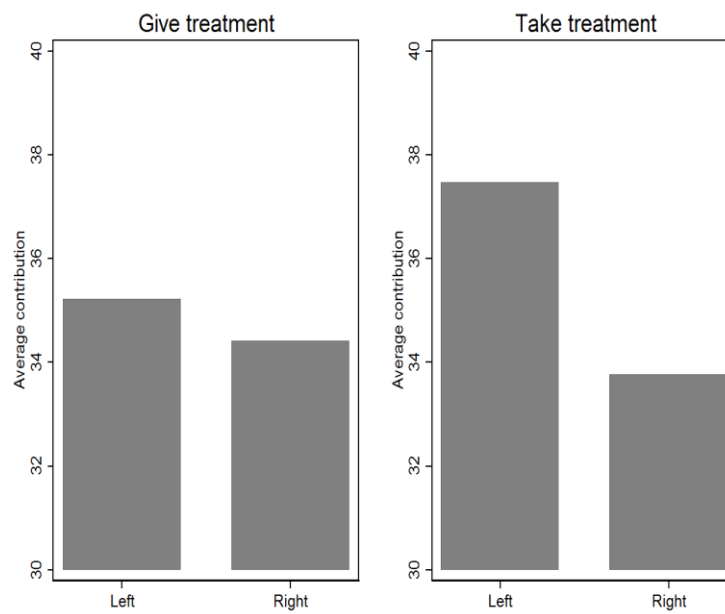 Give treatment
Average contribution
40
38
36
34
32
30
Left Right
Take treatment
Average contribution
40
38
36
34
32
30
Left Right